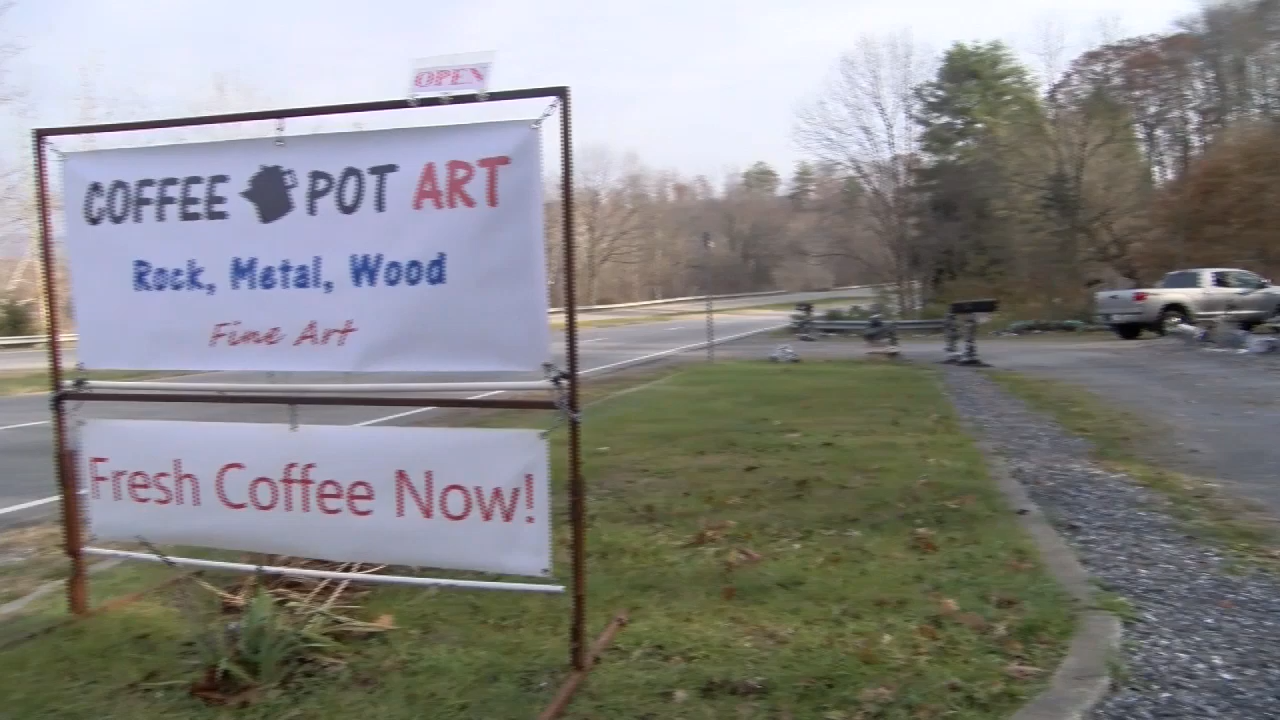 OPEN
COFFEE POT ART
Rock, Metal, Wood
Fine Art
Fresh Coffee Now!